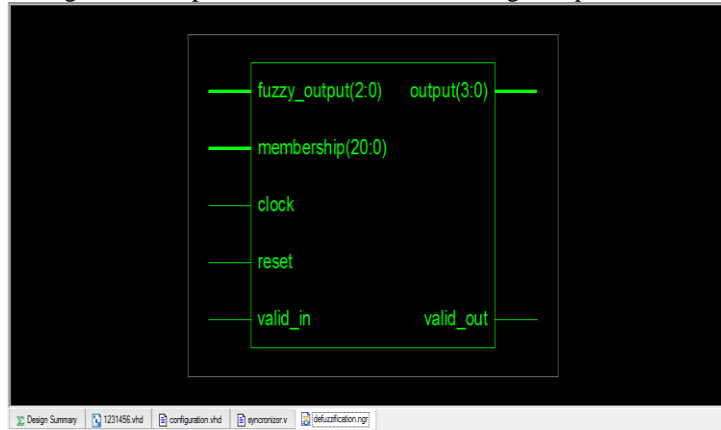 fuzzy_output(2:0) output(3:0)
membership(20:0)
clock
reset
valid_in valid_out
Design Summary 1231456.vhd configuration.vhd syncronizor.v defuzzification.ngr